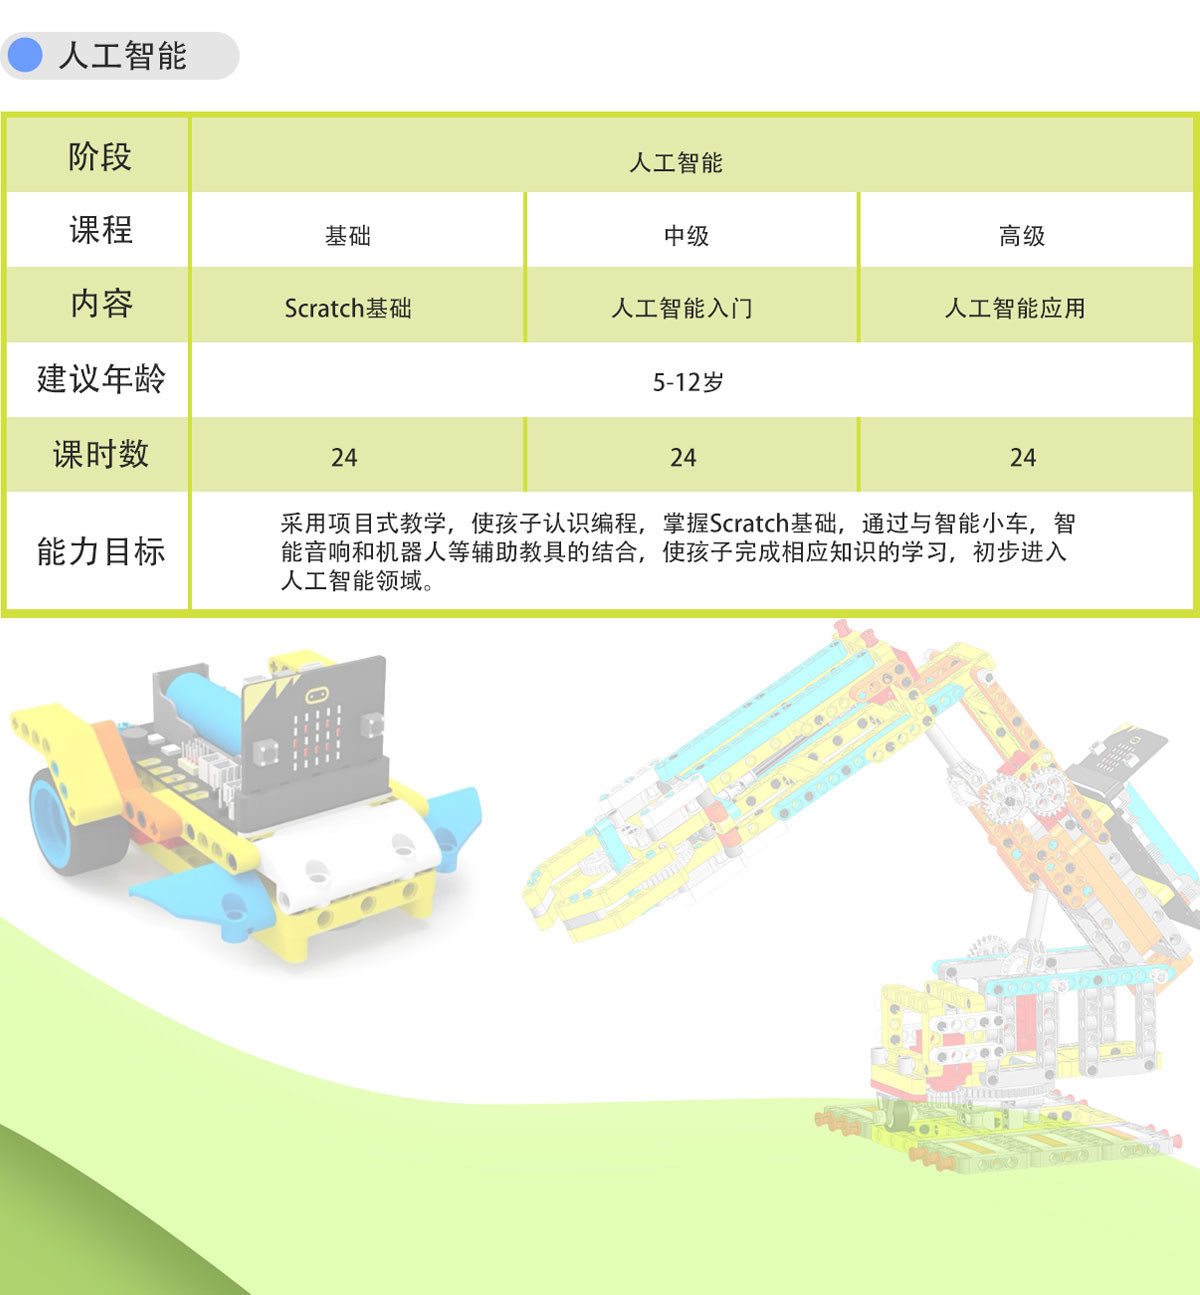 人工智能
阶段 人工智能
课程 基础 中级 高级
内容 Scratch基础 人工智能入门 人工智能应用
建议年龄 5-12岁
课时数 24 24 24
能力目标
采用项目式教学，使孩子认识编程，掌握Scratch基础，通过与智能小车，智
能音响和机器人等辅助教具的结合，使孩子完成相应知识的学习，初步进入
人工智能领域。